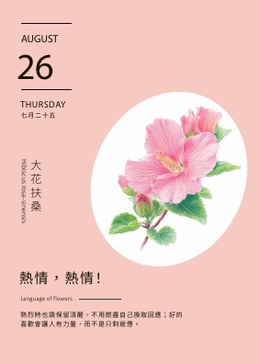 AUGUST
26
THURSDAY
七月二十五
大花扶桑
HIBISCUS ROSA-SINENSIS
熱情，熱情!
Language of flowers
熱烈時也請保留清醒，不用燃盡自己換取回應；好的
喜歡會讓人有力量，而不是只剩疲憊。